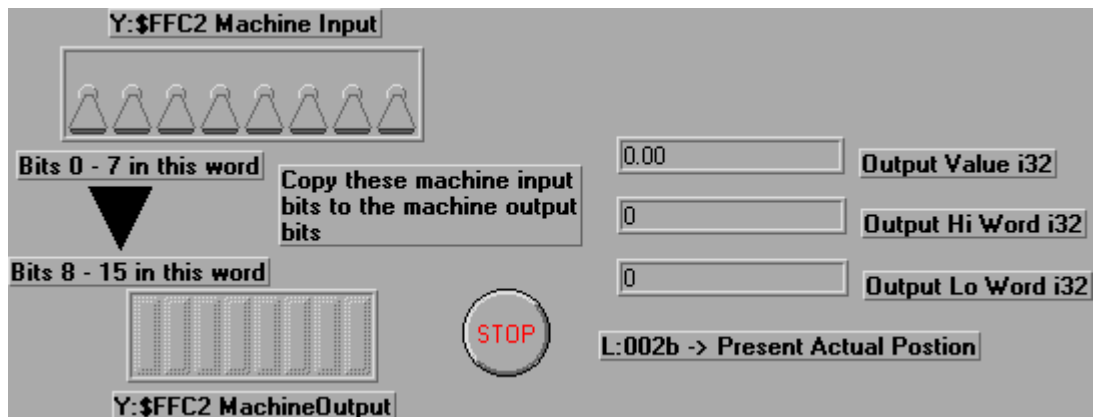 Y:$FFC2 Machine Input
Bits 0 - 7 in this word
Copy these machine input
bits to the machine output
bits
Bits 8 - 15 in this word
Y:$FFC2 MachineOutput
STOP
0.00
Output Value i32
0
Output Hi Word i32
0
Output Lo Word i32
L:002b -> Present Actual Postion